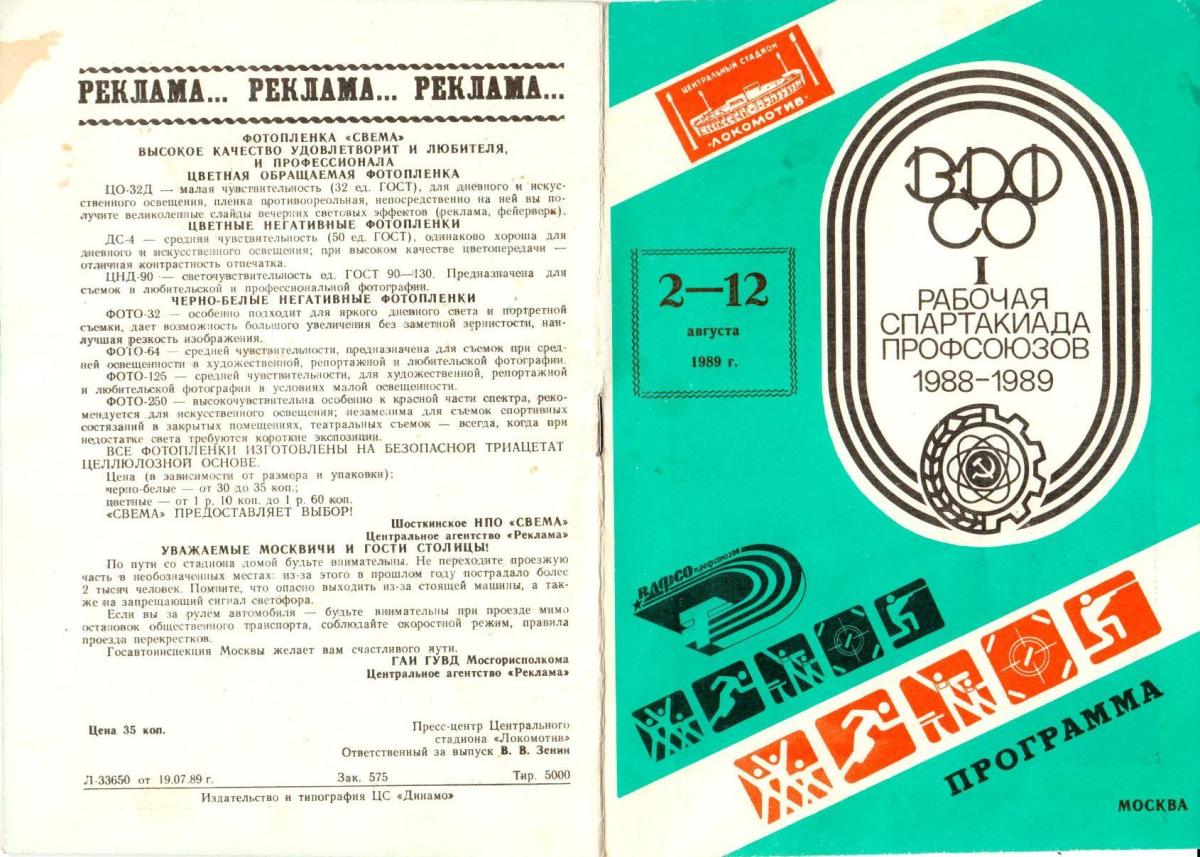 РЕКЛАМА... РЕКЛАМА... РЕКЛАМА...
ФОТОПЛЕНКА «СВЕМА»
ВЫСОКОЕ КАЧЕСТВО УДОВЛЕТВОРИТ И ЛЮБИТЕЛЯ,
И ПРОФЕССИОНАЛА
ЦВЕТНАЯ ОБРАЩАЕМАЯ ФОТОПЛЕНКА
ЦО-32Д — малая чувствительность (32 ед. ГОСТ), для дневного и искус-
ственного освещения, пленка противоореольная, непосредственно на ней вы по-
лучите великолепные слайды вечерних световых эффектов (реклама, фейерверк).
ЦВЕТНЫЕ НЕГАТИВНЫЕ ФОТОПЛЕНКИ
ДС-4 — средняя чувствительность (50 ед. ГОСТ), одинаково хороша для
дневного и искусственного освещения; при высоком качестве цветопередачи —
отличная контрастность отпечатка.
ЦНД-90 — светочувствительность ед. ГОСТ 90—130. Предназначена для
съемок в любительской и профессиональной фотографии.
ЧЕРНО-БЕЛЫЕ НЕГАТИВНЫЕ ФОТОПЛЕНКИ
ФОТО-32 — особенно подходит для яркого дневного света и портретной
съемки, дает возможность большого увеличения без заметной зернистости, наи-
лучшая резкость изображения.
ФОТО-64 — средней чувствительности, предназначена для съемок при сред-
ней освещенности в художественной, репортажной и любительской фотографии.
ФОТО-125 — средней чувствительности, для художественной, репортажной
и любительской фотографии в условиях малой освещенности.
ФОТО-250 — высокочувствительна особенно к красной части спектра, реко-
мендуется для искусственного освещения; незаменима для съемок спортивных
состязаний в закрытых помещениях, театральных съемок — всегда, когда при
недостатке света требуются короткие экспозиции.
ВСЕ ФОТОПЛЕНКИ ИЗГОТОВЛЕНЫ НА БЕЗОПАСНОЙ ТРИАЦЕТАТ
ЦЕЛЛЮЛОЗНОЙ ОСНОВЕ.
Цена (в зависимости от размера и упаковки):
черно-белые — от 30 до 35 коп.;
цветные — от 1 р. 10 коп. до 1 р. 60 коп.
«СВЕМА» ПРЕДОСТАВЛЯЕТ ВЫБОР!
Шосткинское НПО «СВЕМА»
Центральное агентство «Реклама»
УВАЖАЕМЫЕ МОСКВИЧИ И ГОСТИ СТОЛИЦЫ!
По пути со стадиона домой будьте внимательны. Не переходите проезжую
часть в необозначенных местах: из-за этого в прошлом году пострадало более
2 тысяч человек. Помните, что опасно выходить из-за стоящей машины, а так-
же на запрещающий сигнал светофора.
Если вы за рулем автомобиля — будьте внимательны при проезде мимо
остановок общественного транспорта, соблюдайте скоростной режим, правила
проезда перекрестков.
Госавтоинспекция Москвы желает вам счастливого пути.
ГАИ ГУВД Мосгорисполкома
Центральное агентство «Реклама»
Цена 35 коп.
Пресс-центр Центрального
стадиона «Локомотив»
Ответственный за выпуск В. В. Зенин
Л-33650 от 19.07.89 г. Зак. 575 Тир. 5000
Издательство и типография ЦС «Динамо»
ЦЕНТРАЛЬНЫЙ СТАДИОН
«ЛОКОМОТИВ»
ВДФ
СО
I
РАБОЧАЯ
СПАРТАКИАДА
ПРОФСОЮЗОВ
1988-1989
2—12
августа
1989 г.
ВДФСО профсоюзов
ПРОГРАММА
МОСКВА